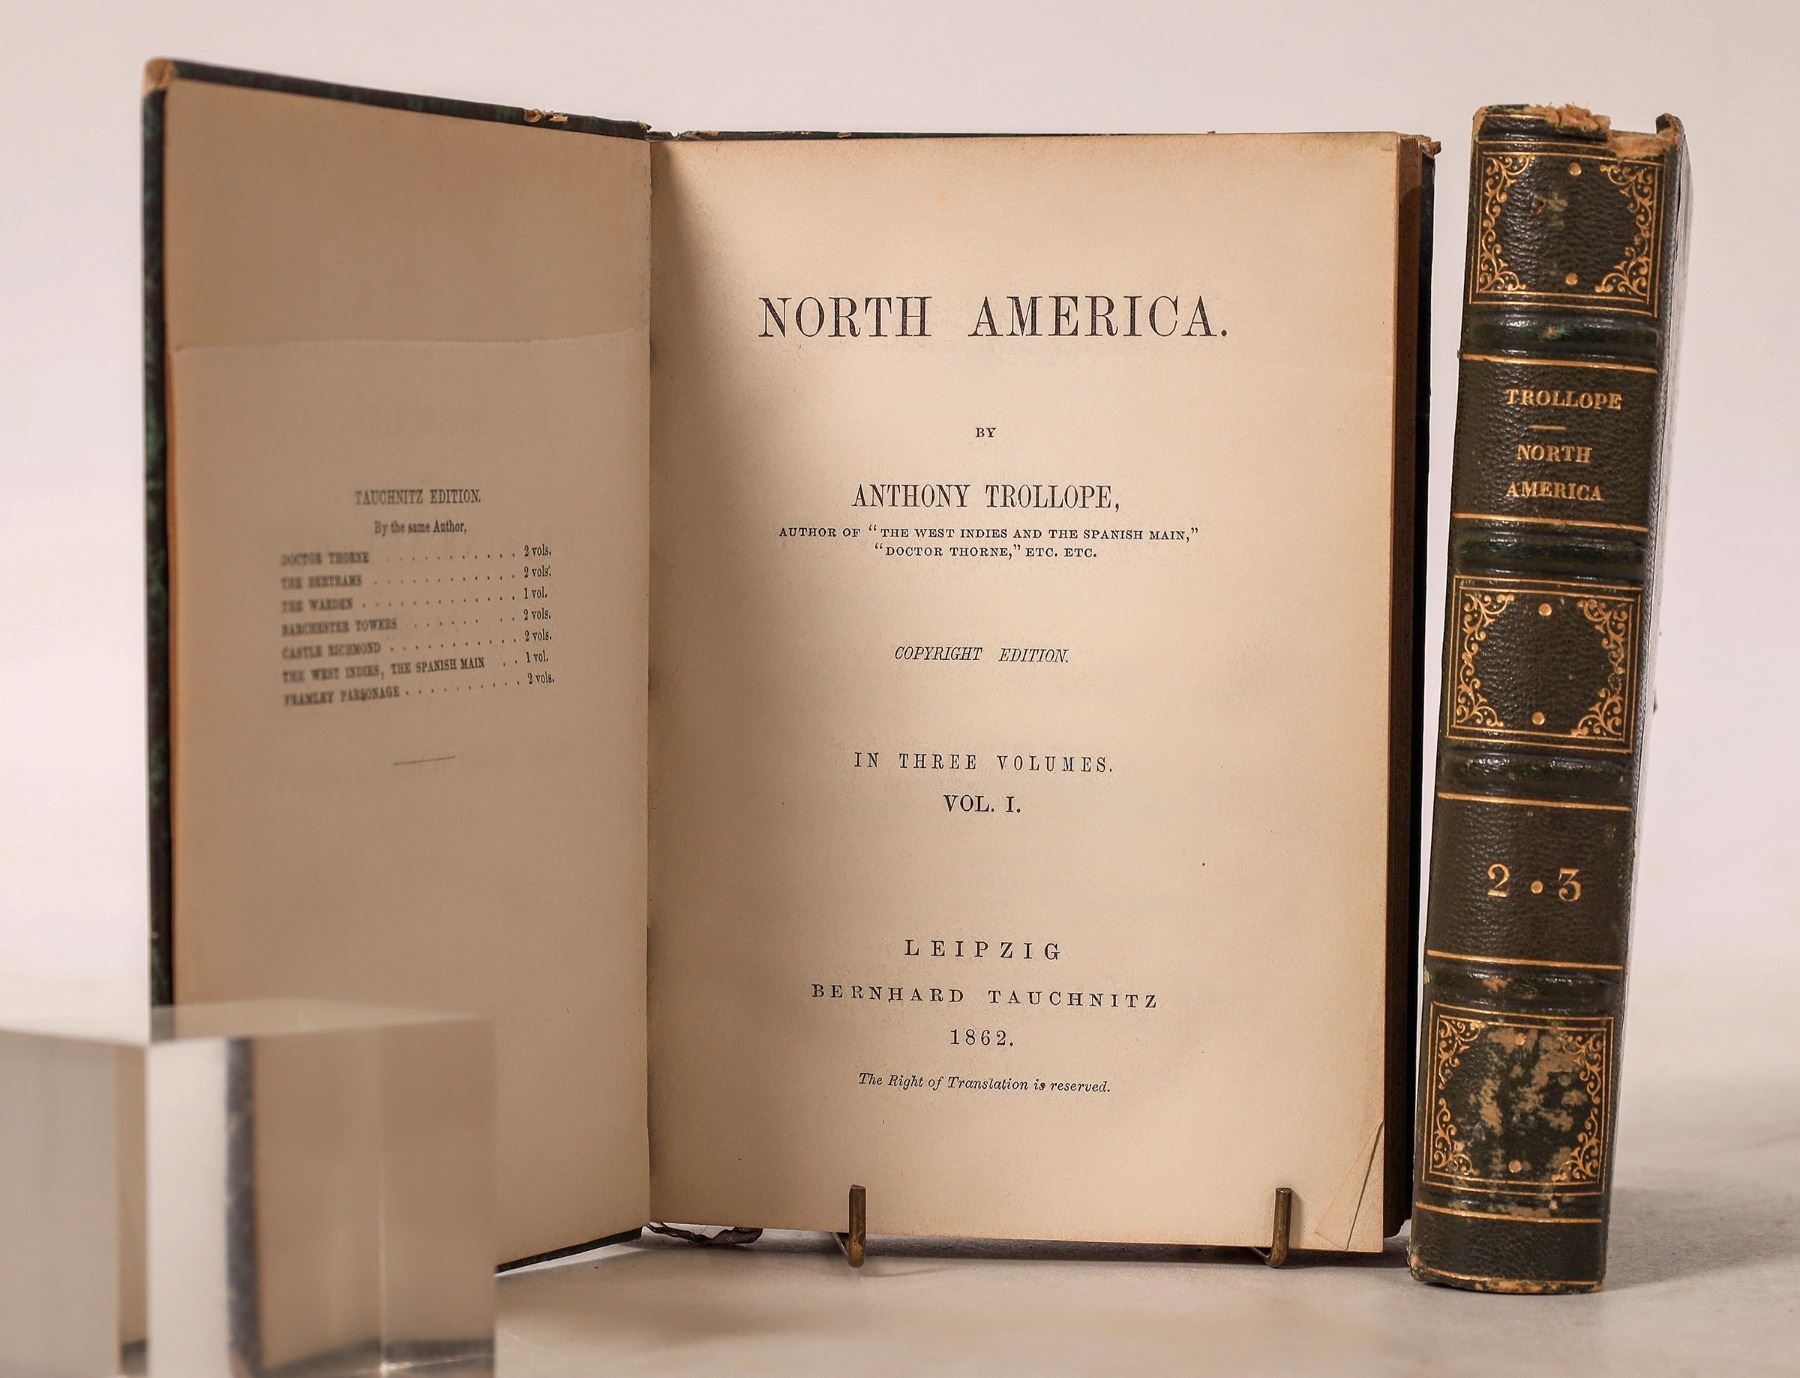 TAUCHNITZ EDITION.
By the same Author,
DOCTOR THORNE . . . . . . . . . . 2 vols.
THE BERTRAMS . . . . . . . . . . . . 2 vols.
THE WARDEN . . . . . . . . . . . . . 1 vol.
BARCHESTER TOWERS . . . . . . . . 2 vols.
CASTLE RICHMOND . . . . . . . . . . . 2 vols.
THE WEST INDIES, THE SPANISH MAIN . . 1 vol.
FRAMLEY PARSONAGE . . . . . . . . . . 2 vols.
NORTH AMERICA.
BY
ANTHONY TROLLOPE,
AUTHOR OF “THE WEST INDIES AND THE SPANISH MAIN,”
“DOCTOR THORNE,” ETC. ETC.
COPYRIGHT EDITION.
IN THREE VOLUMES.
VOL. I.
LEIPZIG
BERNHARD TAUCHNITZ
1862.
The Right of Translation is reserved.
TROLLOPE
—
NORTH
AMERICA
2 • 3